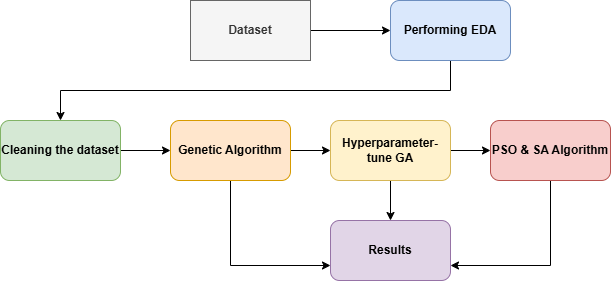 Dataset
Performing EDA
Cleaning the dataset
Genetic Algorithm
Hyperparameter-
tune GA
PSO & SA Algorithm
Results